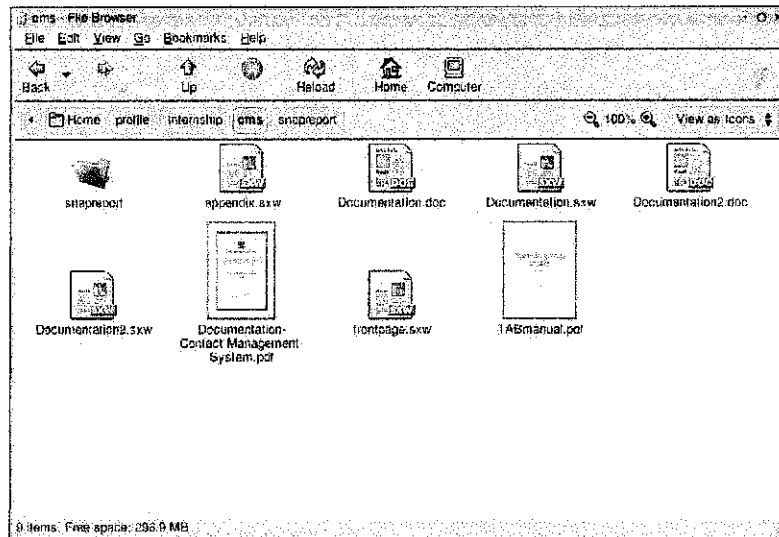 cms - File Browser
File Edit View Go Bookmarks Help
Back Up Reload Home Computer
Home profile internship cms snapreport 100% View as Icons
snapreport appendix.sxw Documentation.doc Documentation.sxw Documentation2.doc
Documentation2.sxw Documentation-
Contact Management
System.pdf frontpage.sxw TABmanual.pdf
9 items, Free space: 293.9 MB